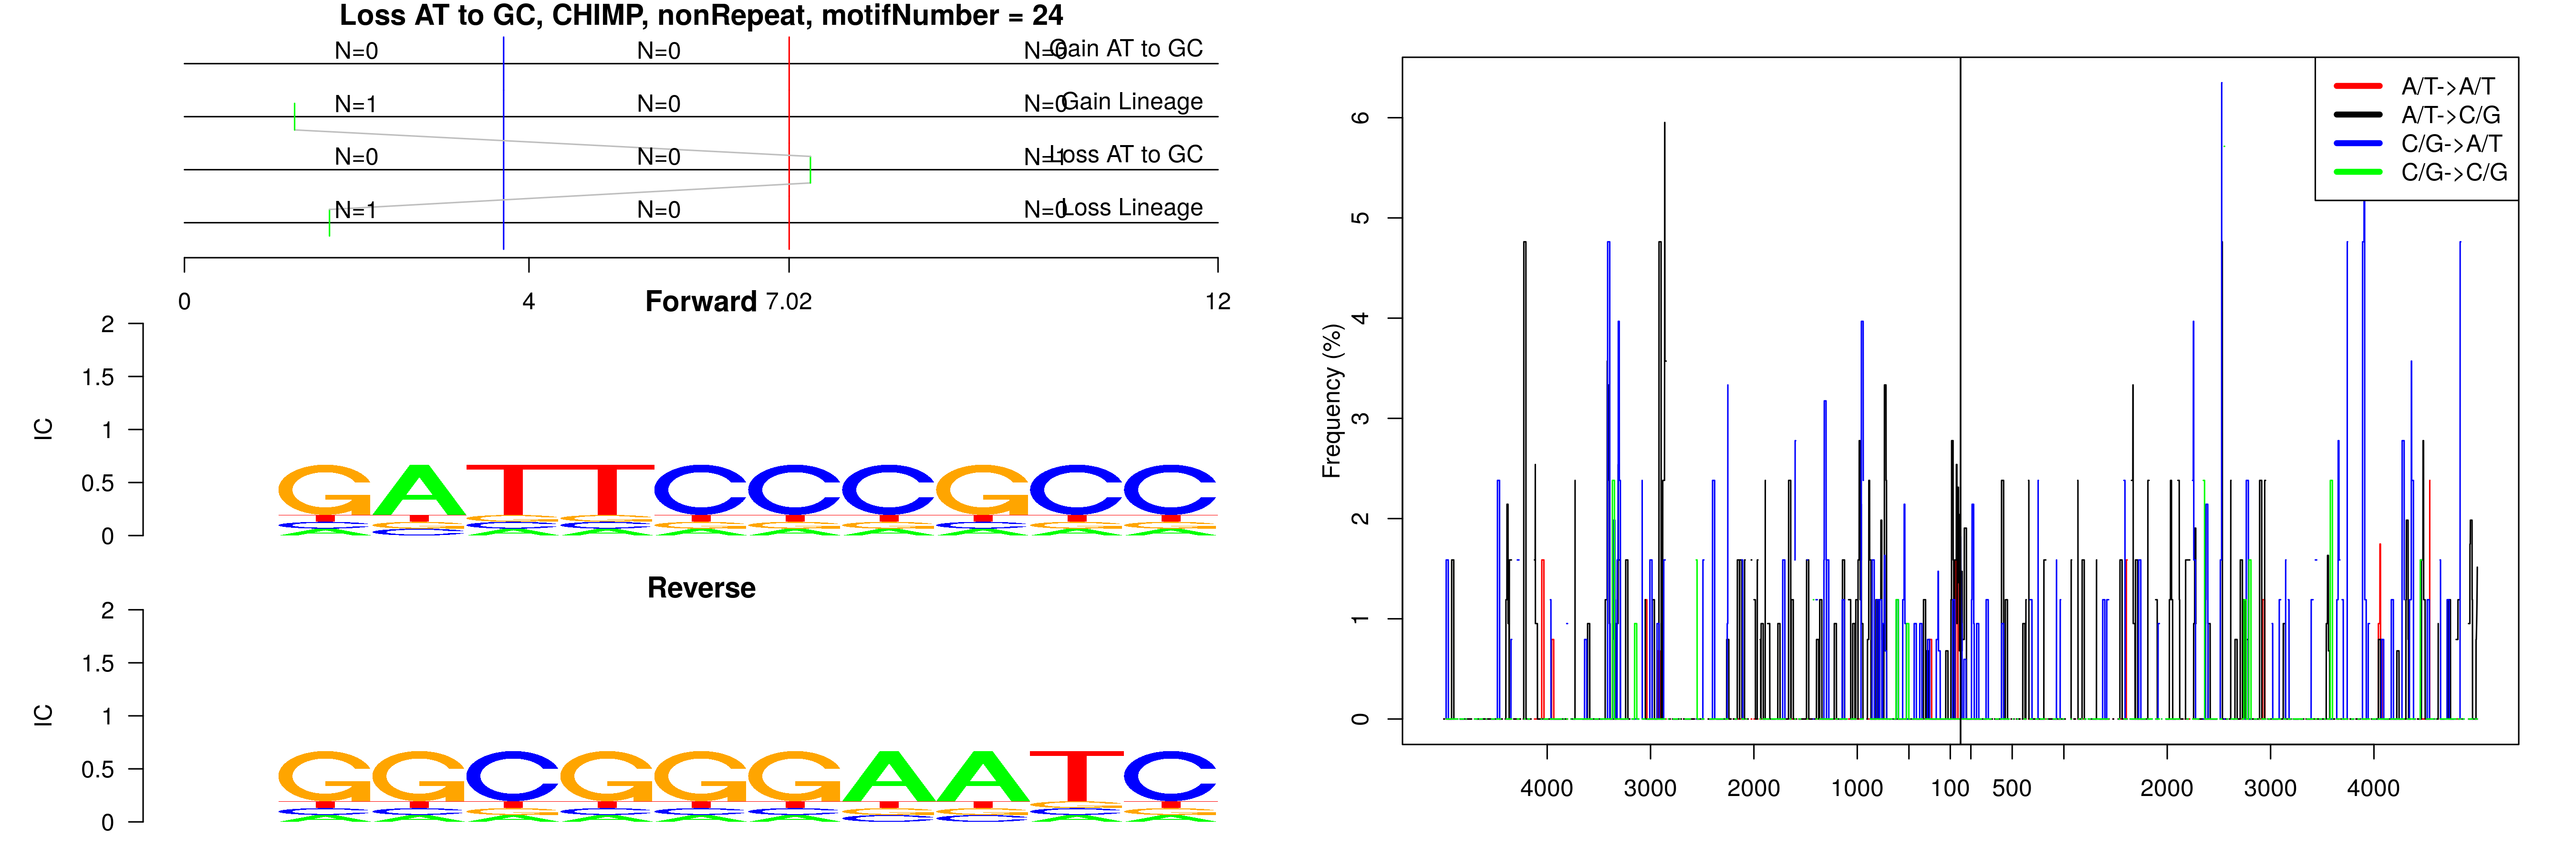 Loss AT to GC, CHIMP, nonRepeat, motifNumber = 24
N=0 N=0 N=0 Gain AT to GC
N=1 N=0 N=0 Gain Lineage
N=0 N=0 N=1 Loss AT to GC
N=1 N=0 N=0 Loss Lineage
0 4 7.02 12
Forward
2
1.5
1
0.5
0
IC
GATTCCCGCC
Reverse
2
1.5
1
0.5
0
IC
GGCGGGAATC
Frequency (%)
6
5
4
3
2
1
0
4000 3000 2000 1000 100 500 2000 3000 4000
A/T->A/T
A/T->C/G
C/G->A/T
C/G->C/G